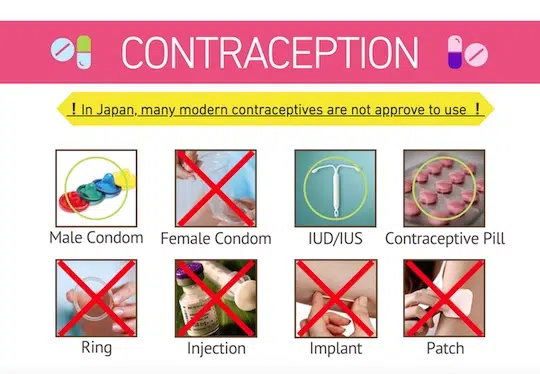 CONTRACEPTION
! In Japan, many modern contraceptives are not approve to use !
Male Condom Female Condom IUD/IUS Contraceptive Pill
Ring Injection Implant Patch